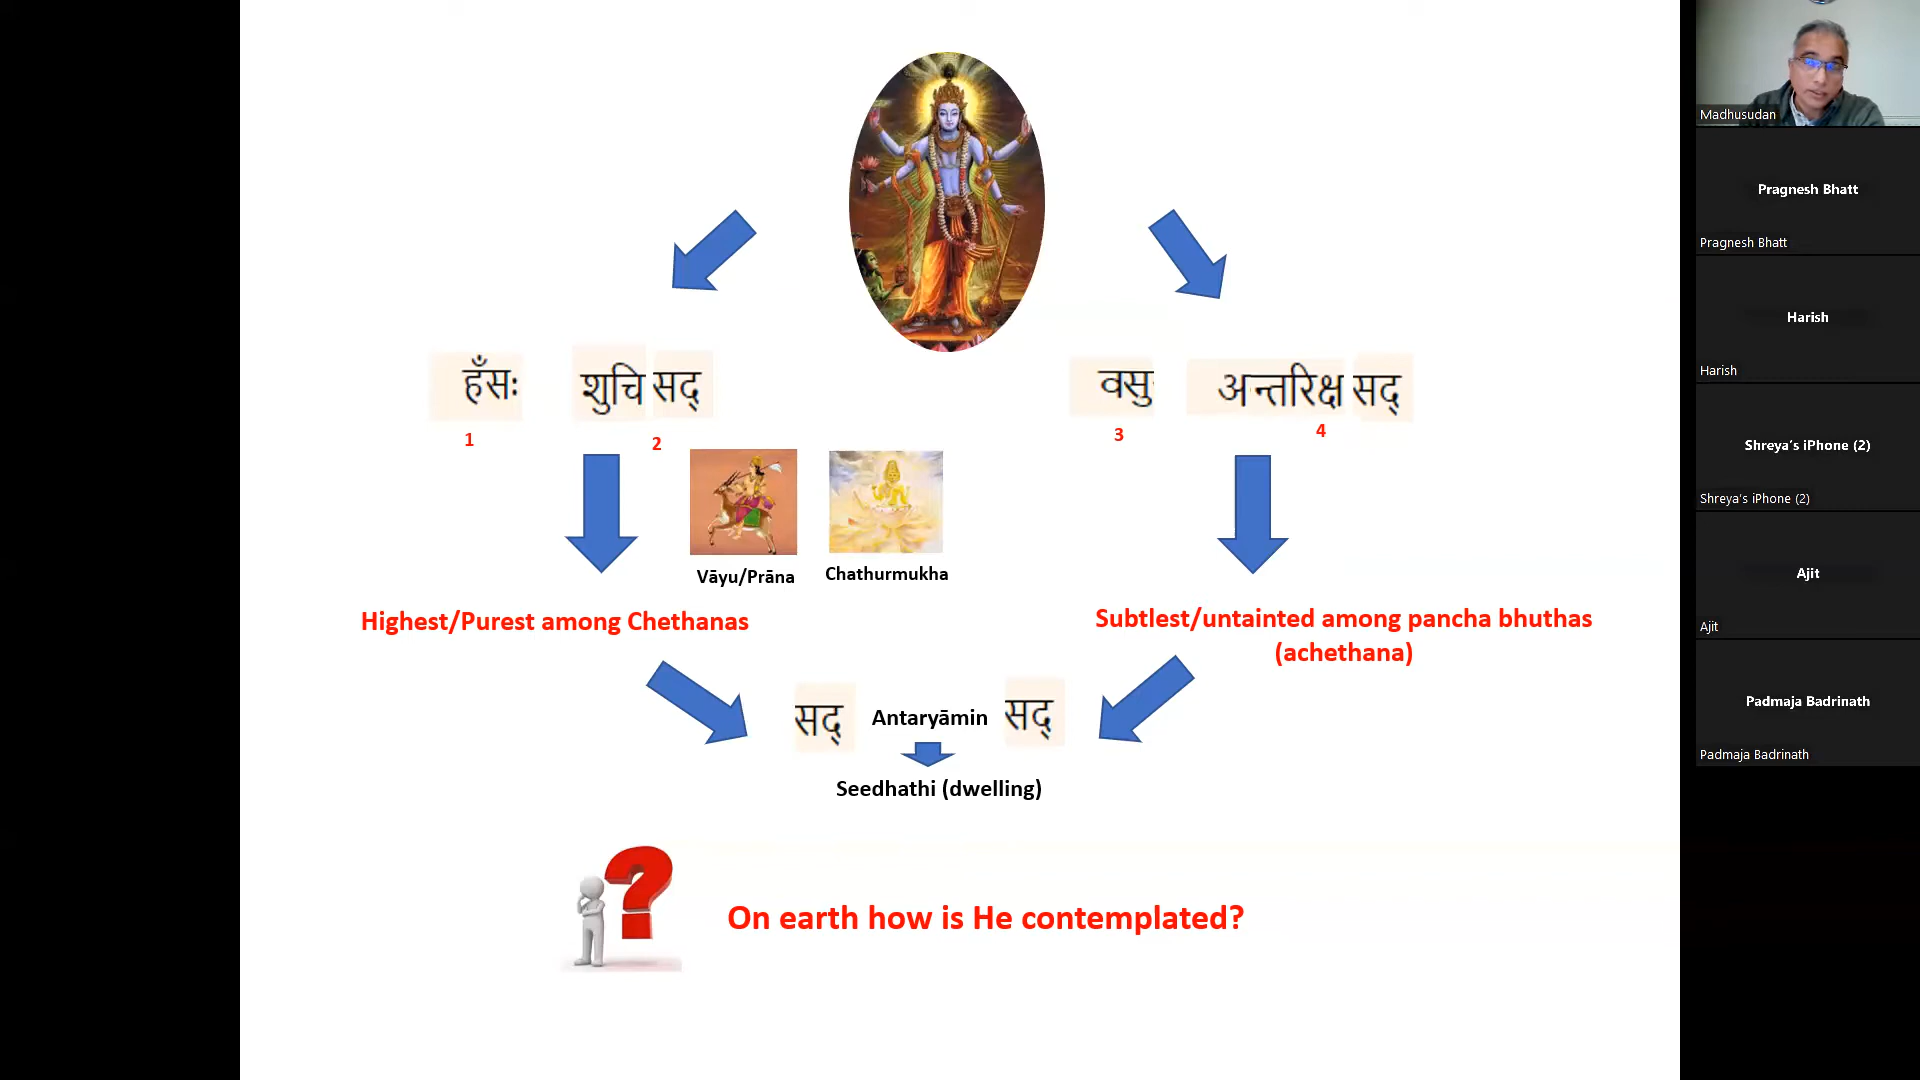 हँसः शुचि सद् वसु अन्तरिक्ष सद्
1 2 3 4
Vāyu/Prāna Chathurmukha
Highest/Purest among Chethanas
Subtlest/untainted among pancha bhuthas
(achethana)
सद् Antaryāmin सद्
Seedhathi (dwelling)
?
On earth how is He contemplated?
Madhusudan
Pragnesh Bhatt
Pragnesh Bhatt
Harish
Harish
Shreya's iPhone (2)
Shreya's iPhone (2)
Ajit
Ajit
Padmaja Badrinath
Padmaja Badrinath